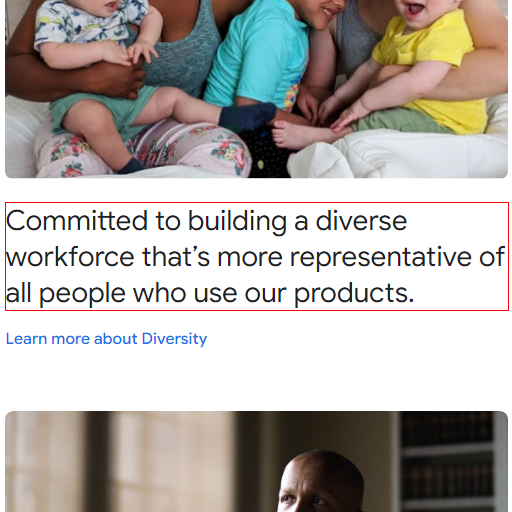 Committed to building a diverse
workforce that’s more representative of
all people who use our products.
Learn more about Diversity